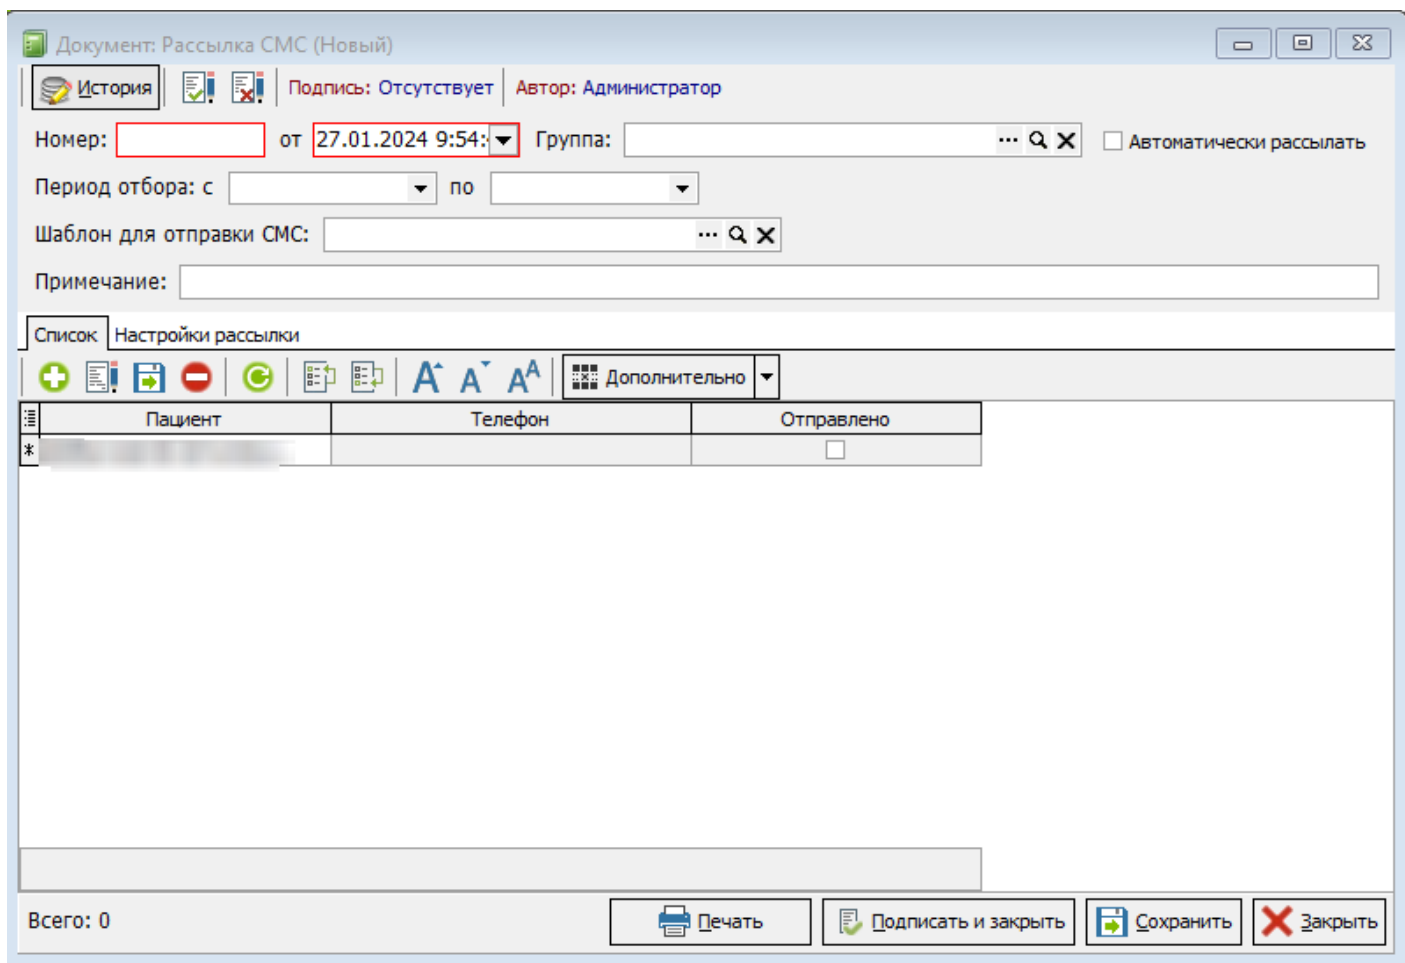 Документ: Рассылка СМС (Новый)
История Подпись: Отсутствует Автор: Администратор
Номер: от 27.01.2024 9:54: Группа: ... Автоматически рассылать
Период отбора: с по
Шаблон для отправки СМС: ...
Примечание:
Список Настройки рассылки
Дополнительно
Пациент Телефон Отправлено
*
Всего: 0 Печать Подписать и закрыть Сохранить Закрыть